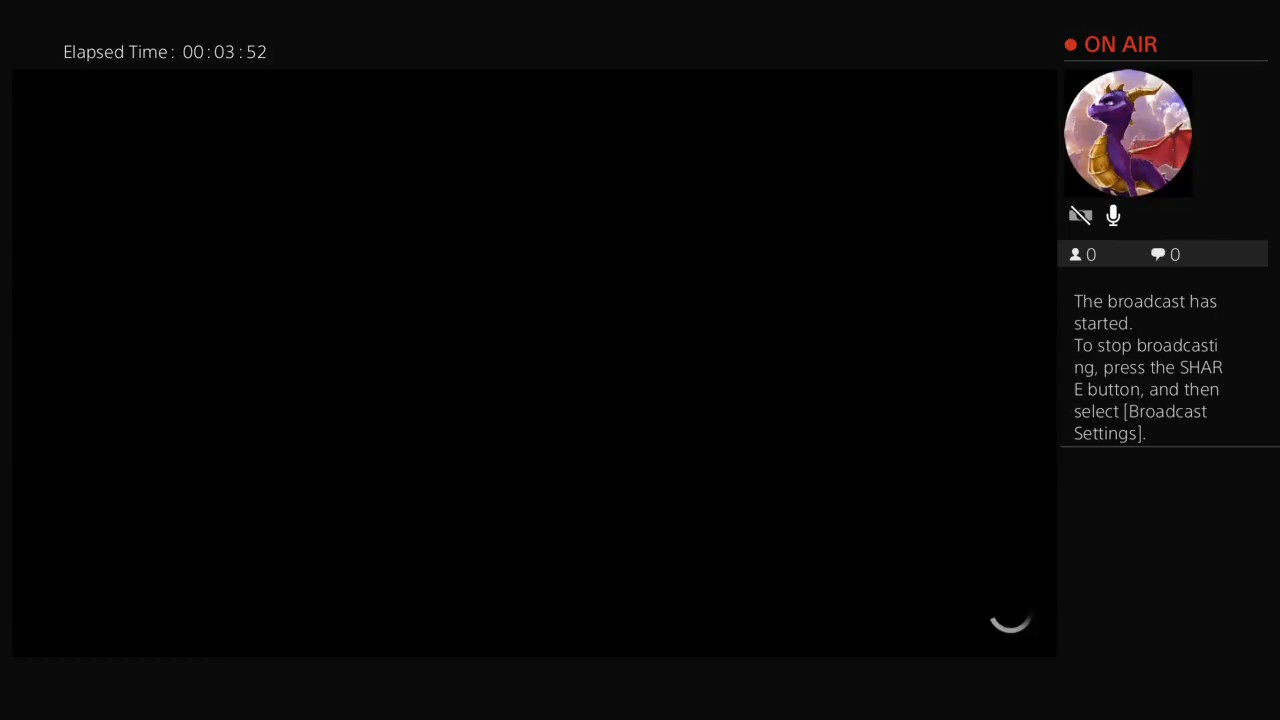 Elapsed Time: 00:03:52
ON AIR
0 0
The broadcast has
started.
To stop broadcasti
ng, press the SHAR
E button, and then
select [Broadcast
Settings].